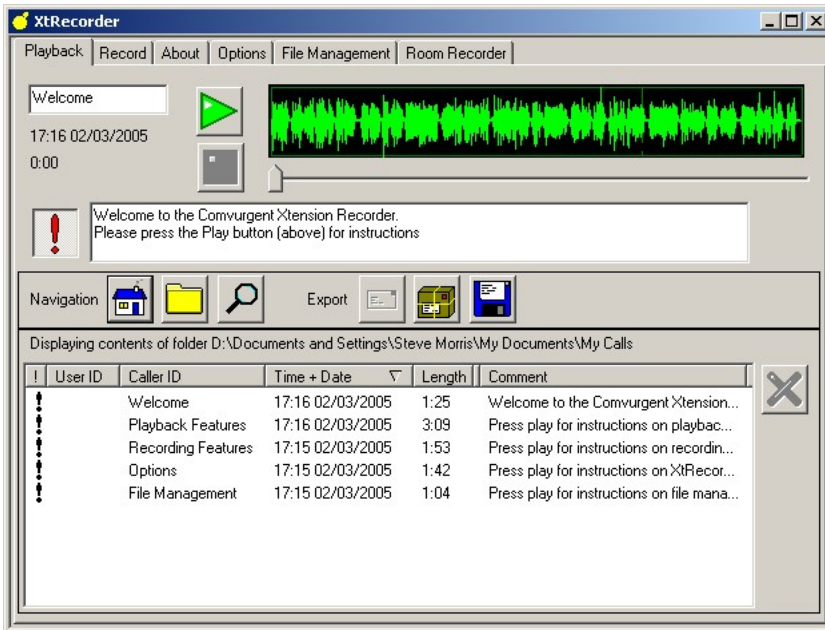 XtRecorder
Playback Record About Options File Management Room Recorder
Welcome
17:16 02/03/2005
0:00
Welcome to the Comvurgent Xtension Recorder.
Please press the Play button (above) for instructions
Navigation Export
Displaying contents of folder D:\Documents and Settings\Steve Morris\My Documents\My Calls
! User ID Caller ID Time + Date Length Comment
! Welcome 17:16 02/03/2005 1:25 Welcome to the Comvurgent Xtension...
! Playback Features 17:16 02/03/2005 3:09 Press play for instructions on playbac...
! Recording Features 17:15 02/03/2005 1:53 Press play for instructions on recordin...
! Options 17:15 02/03/2005 1:42 Press play for instructions on XtRecor...
! File Management 17:15 02/03/2005 1:04 Press play for instructions on file mana...